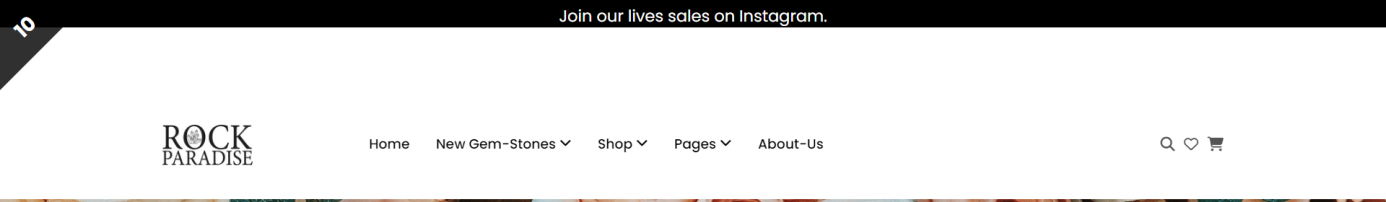 Join our lives sales on Instagram.
10
ROCK
PARADISE
Home New Gem-Stones Shop Pages About-Us